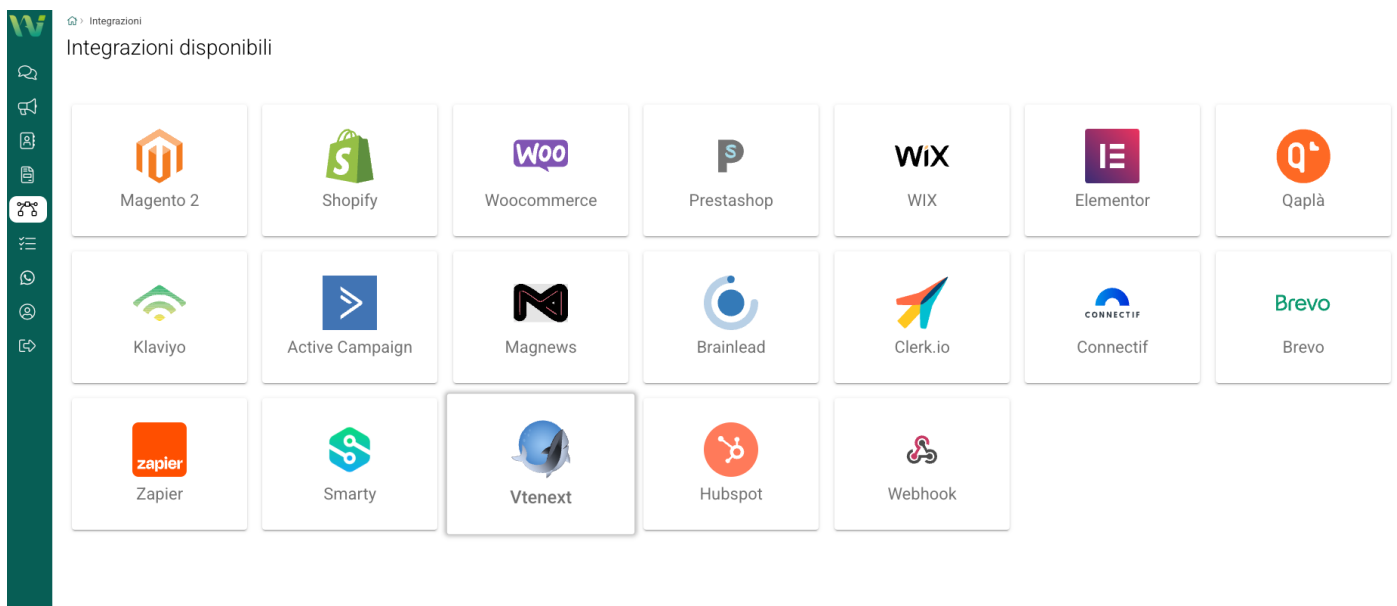 Integrazioni
Integrazioni disponibili
Magento 2
S
Shopify
WOO
Woocommerce
PS
Prestashop
WIX
WIX
Elementor
Q
Qaplà
Klaviyo
Active Campaign
Magnews
Brainlead
Clerk.io
CONNECTIF
Connectif
Brevo
Brevo
zapier
Zapier
Smarty
Vtenext
Hubspot
Webhook